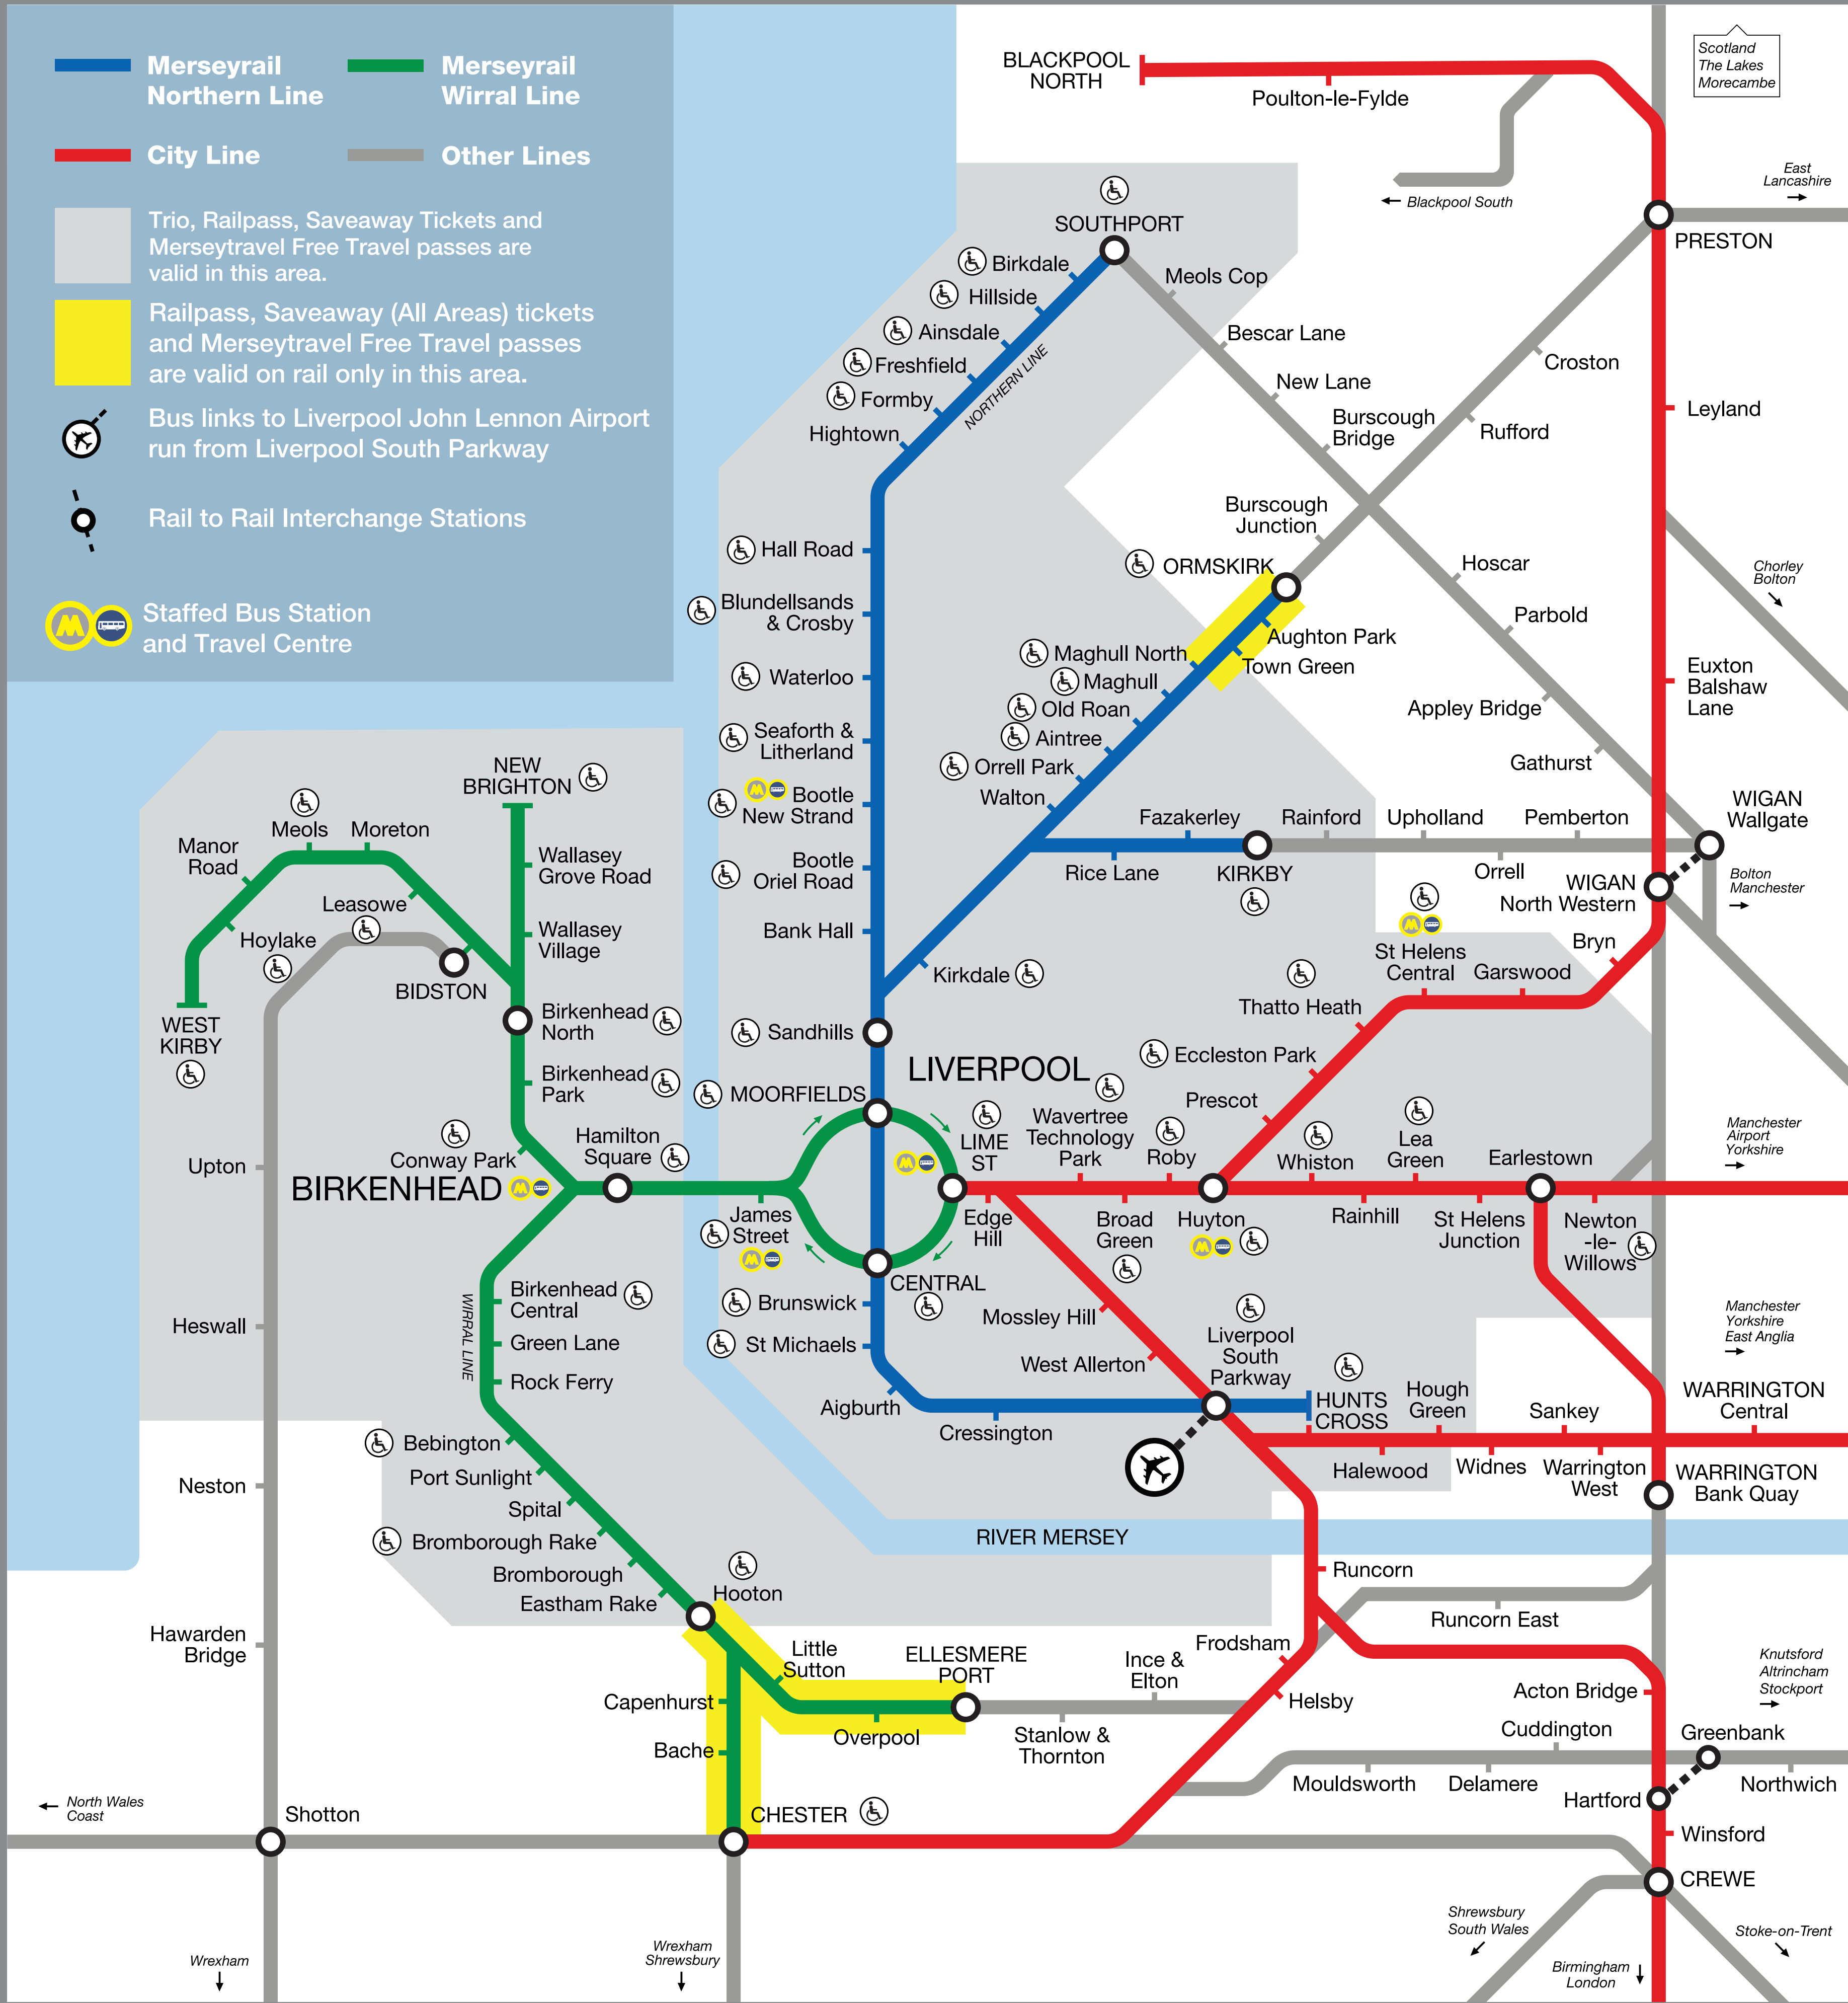 Merseyrail
Northern Line
Merseyrail
Wirral Line
City Line
Other Lines
Trio, Railpass, Saveaway Tickets and
Merseytravel Free Travel passes are
valid in this area.
Railpass, Saveaway (All Areas) tickets
and Merseytravel Free Travel passes
are valid on rail only in this area.
Bus links to Liverpool John Lennon Airport
run from Liverpool South Parkway
Rail to Rail Interchange Stations
M
Staffed Bus Station
and Travel Centre
BLACKPOOL
NORTH
Poulton-le-Fylde
Scotland
The Lakes
Morecambe
Blackpool South
East
Lancashire
PRESTON
SOUTHPORT
Birkdale
Hillside
Ainsdale
Freshfield
Formby
Hightown
NORTHERN LINE
Meols Cop
Bescar Lane
New Lane
Burscough
Bridge
Croston
Rufford
Leyland
Burscough
Junction
ORMSKIRK
Hoscar
Parbold
Chorley
Bolton
Aughton Park
Town Green
Maghull North
Maghull
Old Roan
Aintree
Orrell Park
Walton
Appley Bridge
Gathurst
Euxton
Balshaw
Lane
Hall Road
Blundellsands
& Crosby
Waterloo
Seaforth &
Litherland
M
Bootle
New Strand
Bootle
Oriel Road
Bank Hall
Kirkdale
Sandhills
Fazakerley
Rice Lane
KIRKBY
Rainford
Upholland
Orrell
Pemberton
WIGAN
Wallgate
WIGAN
North Western
Bolton
Manchester
Bryn
Garswood
M
St Helens
Central
Thatto Heath
Eccleston Park
Prescot
NEW
BRIGHTON
Wallasey
Grove Road
Wallasey
Village
Meols
Moreton
Manor
Road
Leasowe
Hoylake
WEST
KIRBY
BIDSTON
Birkenhead
North
Birkenhead
Park
Conway Park
Hamilton
Square
BIRKENHEAD
M
Upton
Heswall
Neston
Hawarden
Bridge
Shotton
LIVERPOOL
MOORFIELDS
M
LIME
ST
James
Street
M
CENTRAL
Edge
Hill
Wavertree
Technology
Park
Broad
Green
Roby
Huyton
M
Whiston
Rainhill
Lea
Green
St Helens
Junction
Earlestown
Newton
-le-
Willows
Manchester
Airport
Yorkshire
Manchester
Yorkshire
East Anglia
Birkenhead
Central
Green Lane
Rock Ferry
WIRRAL LINE
Bebington
Port Sunlight
Spital
Bromborough Rake
Bromborough
Eastham Rake
Hooton
Brunswick
St Michaels
Aigburth
Cressington
Mossley Hill
West Allerton
Liverpool
South
Parkway
HUNTS
CROSS
Hough
Green
Halewood
Widnes
Sankey
Warrington
West
WARRINGTON
Central
WARRINGTON
Bank Quay
RIVER MERSEY
Runcorn
Runcorn East
Frodsham
Helsby
Little
Sutton
Overpool
ELLESMERE
PORT
Stanlow &
Thornton
Ince &
Elton
Capenhurst
Bache
CHESTER
Acton Bridge
Knutsford
Altrincham
Stockport
Cuddington
Greenbank
Mouldsworth
Delamere
Northwich
Hartford
Winsford
CREWE
North Wales
Coast
Wrexham
Wrexham
Shrewsbury
Shrewsbury
South Wales
Stoke-on-Trent
Birmingham
London